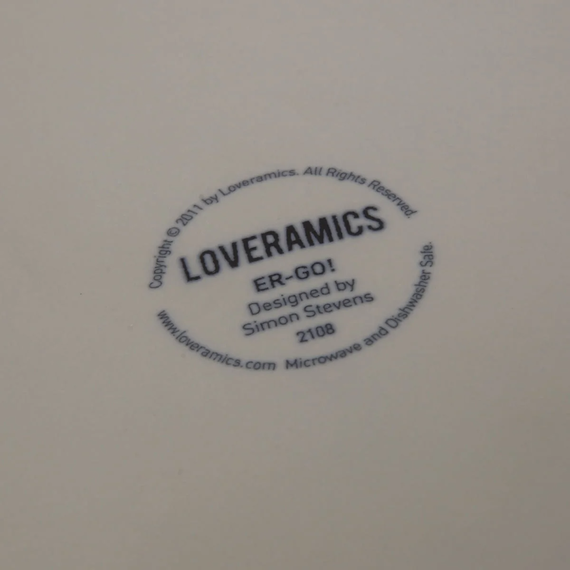 Copyright © 2011 by Loveramics. All Rights Reserved.
LOVERAMICS
ER-GO!
Designed by
Simon Stevens
2108
www.loveramics.com Microwave and Dishwasher Safe.